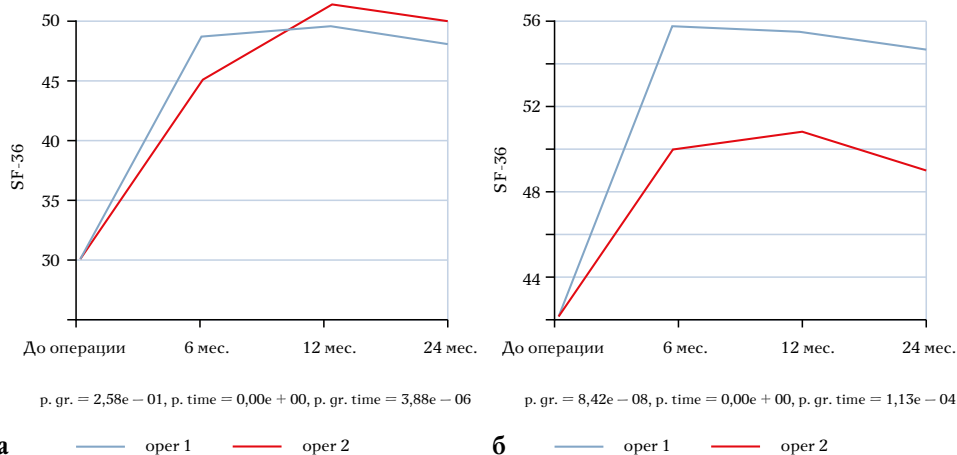 50
45
40
35
30
SF-36
До операции 6 мес. 12 мес. 24 мес.
p. gr. = 2,58e – 01, p. time = 0,00e + 00, p. gr. time = 3,88e – 06
а oper 1 oper 2
56
52
48
44
SF-36
До операции 6 мес. 12 мес. 24 мес.
p. gr. = 8,42e – 08, p. time = 0,00e + 00, p. gr. time = 1,13e – 04
б oper 1 oper 2